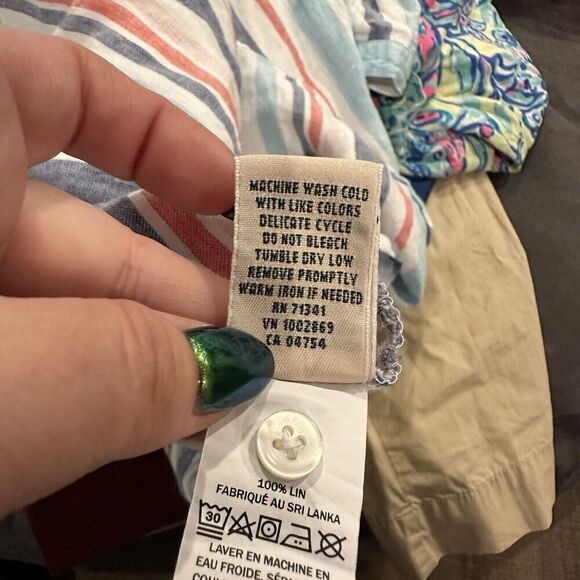 MACHINE WASH COLD
WITH LIKE COLORS
DELICATE CYCLE
DO NOT BLEACH
TUMBLE DRY LOW
REMOVE PROMPTLY
WARM IRON IF NEEDED
RN 71341
VN 1002869
CA 04754
100% LIN
FABRIQUÉ AU SRI LANKA
30
LAVER EN MACHINE EN
EAU FROIDE,